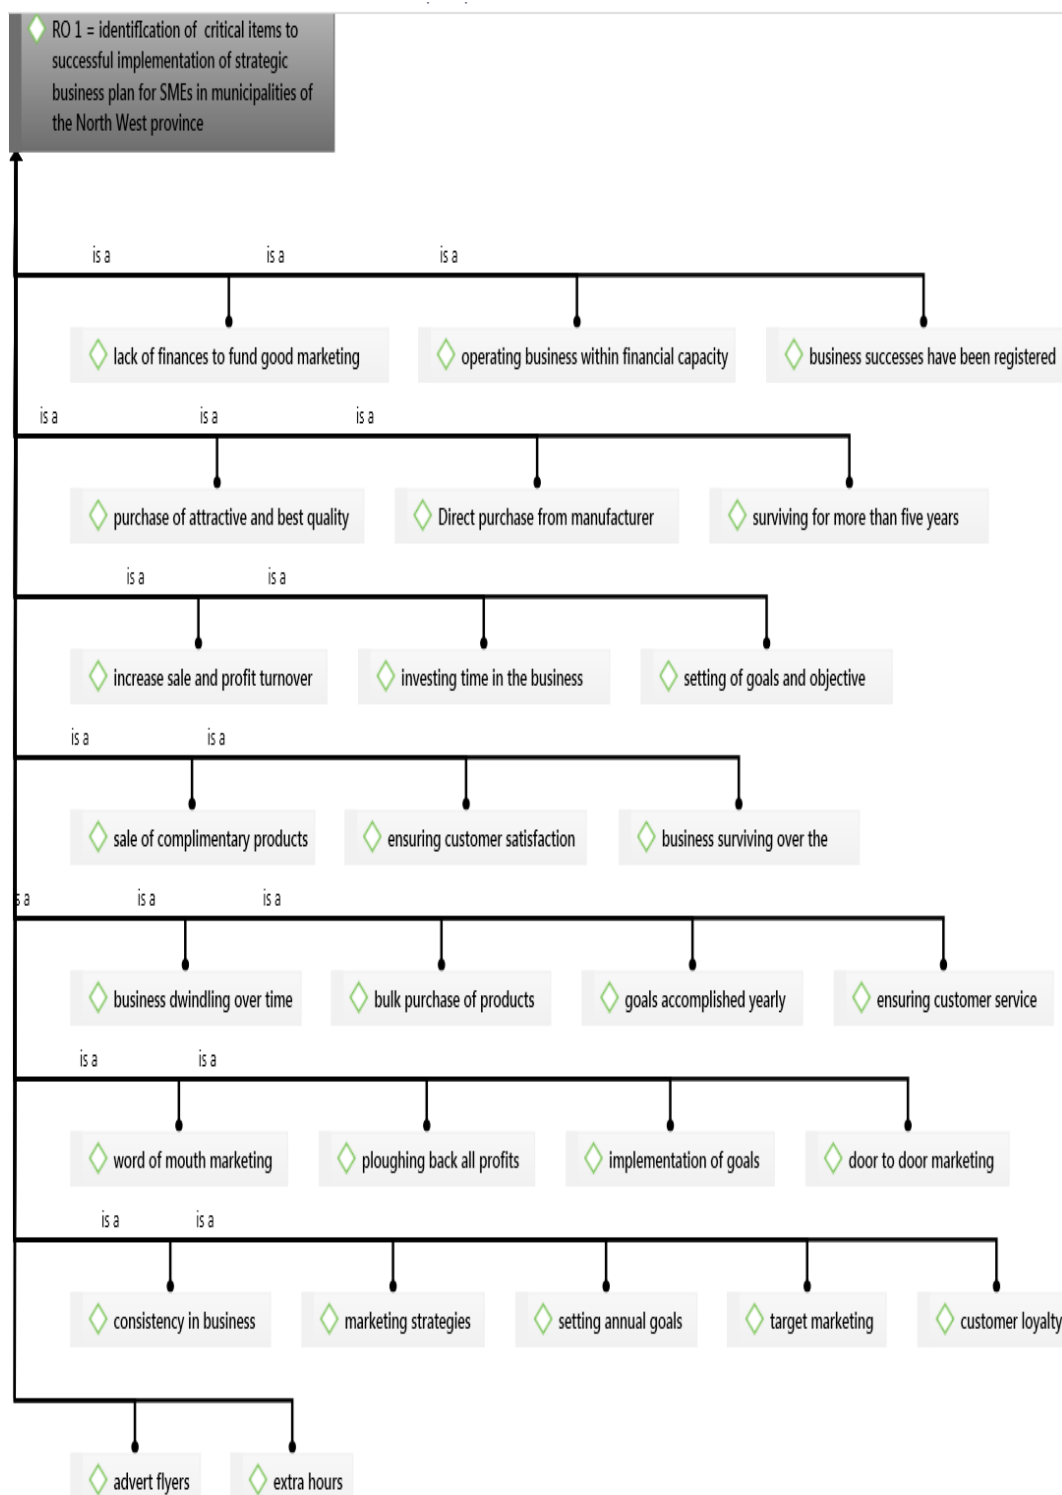 RO 1 = identification of critical items to
successful implementation of strategic
business plan for SMEs in municipalities of
the North West province
is a is a is a
lack of finances to fund good marketing operating business within financial capacity business successes have been registered
is a is a is a
purchase of attractive and best quality Direct purchase from manufacturer surviving for more than five years
is a is a
increase sale and profit turnover investing time in the business setting of goals and objective
is a is a
sale of complimentary products ensuring customer satisfaction business surviving over the
s a is a is a
business dwindling over time bulk purchase of products goals accomplished yearly ensuring customer service
is a is a
word of mouth marketing ploughing back all profits implementation of goals door to door marketing
is a is a
consistency in business marketing strategies setting annual goals target marketing customer loyalty
advert flyers extra hours